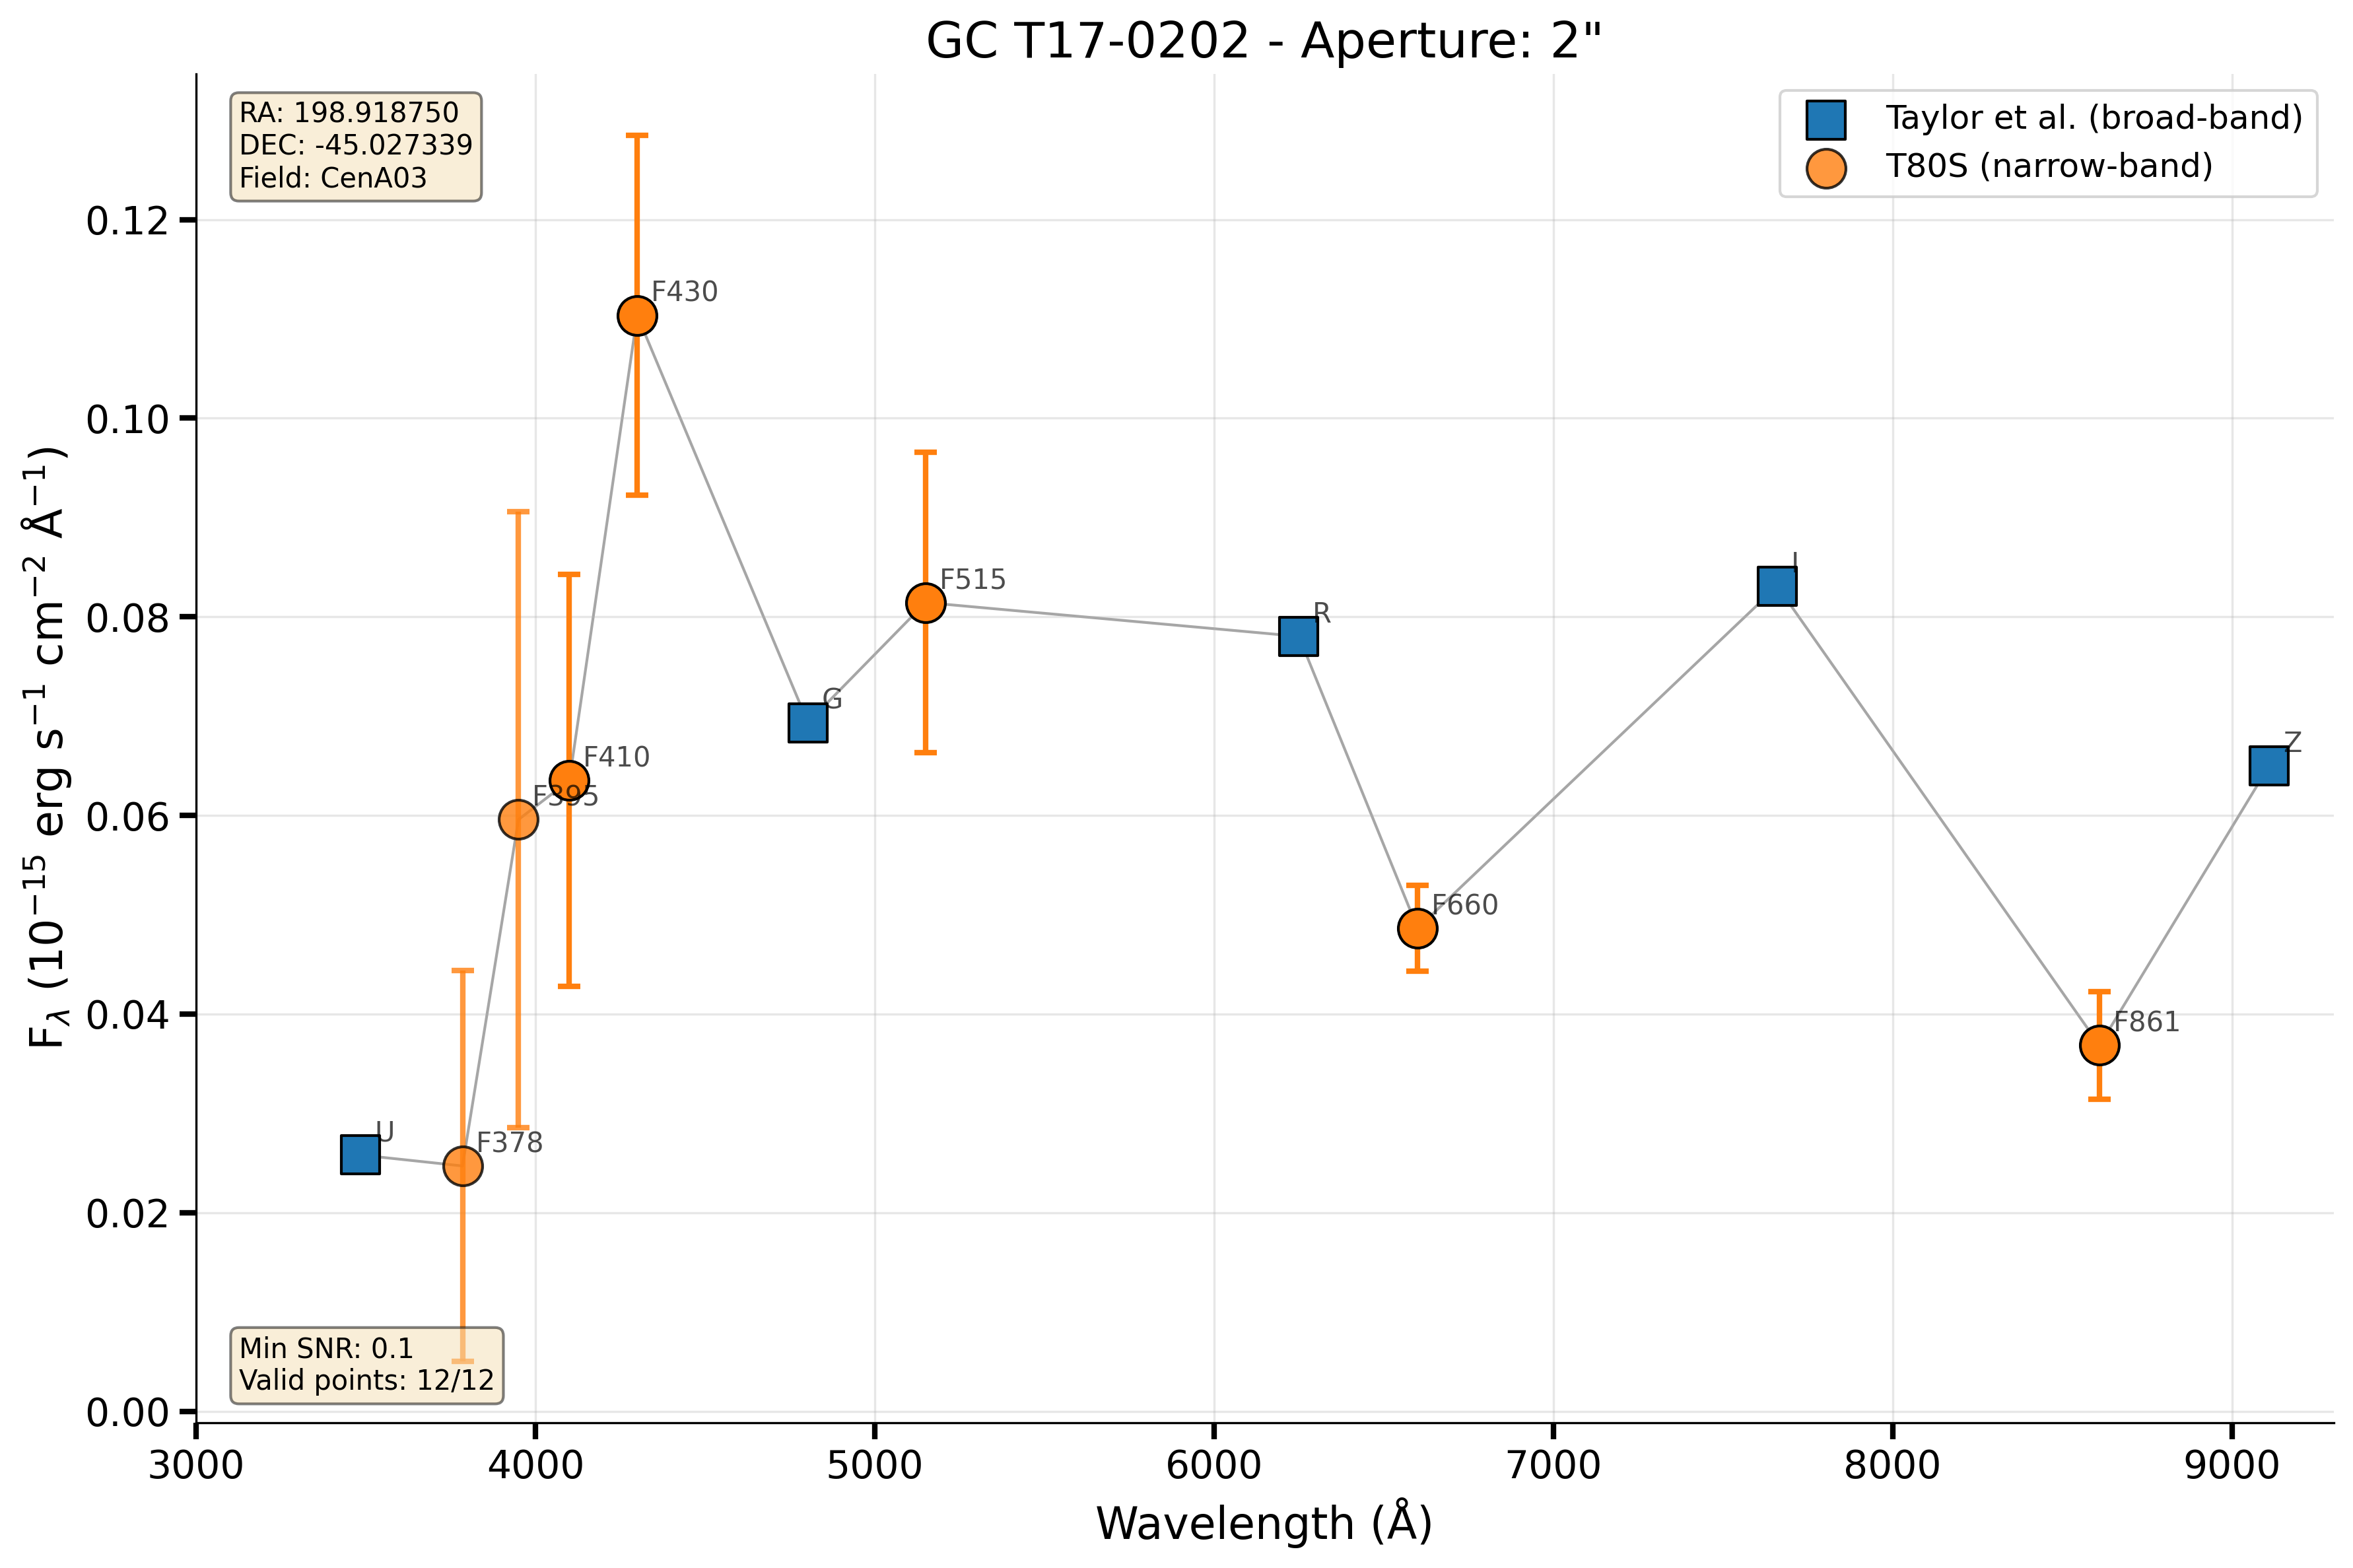 GC T17-0202 - Aperture: 2"
RA: 198.918750
DEC: -45.027339
Field: CenA03
Taylor et al. (broad-band)
T80S (narrow-band)
F430
F515
F410
F395
F378
F660
F861
U
G
R
I
Z
Min SNR: 0.1
Valid points: 12/12
0.12
0.10
0.08
0.06
0.04
0.02
0.00
F$_{λ}$ (10$^{−15}$ erg s$^{−1}$ cm$^{−2}$ Å$^{−1}$)
3000 4000 5000 6000 7000 8000 9000
Wavelength (Å)